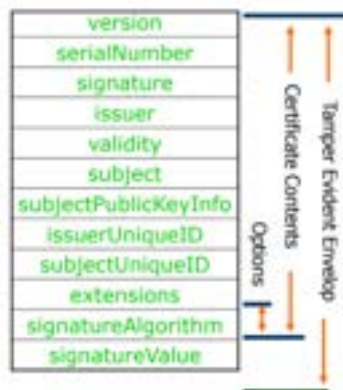 version
serialNumber
signature
issuer
validity
subject
subjectPublicKeyInfo
issuerUniqueID
subjectUniqueID
extensions
signatureAlgorithm
signatureValue
Options
Certificate Contents
Tamper Evident Envelop